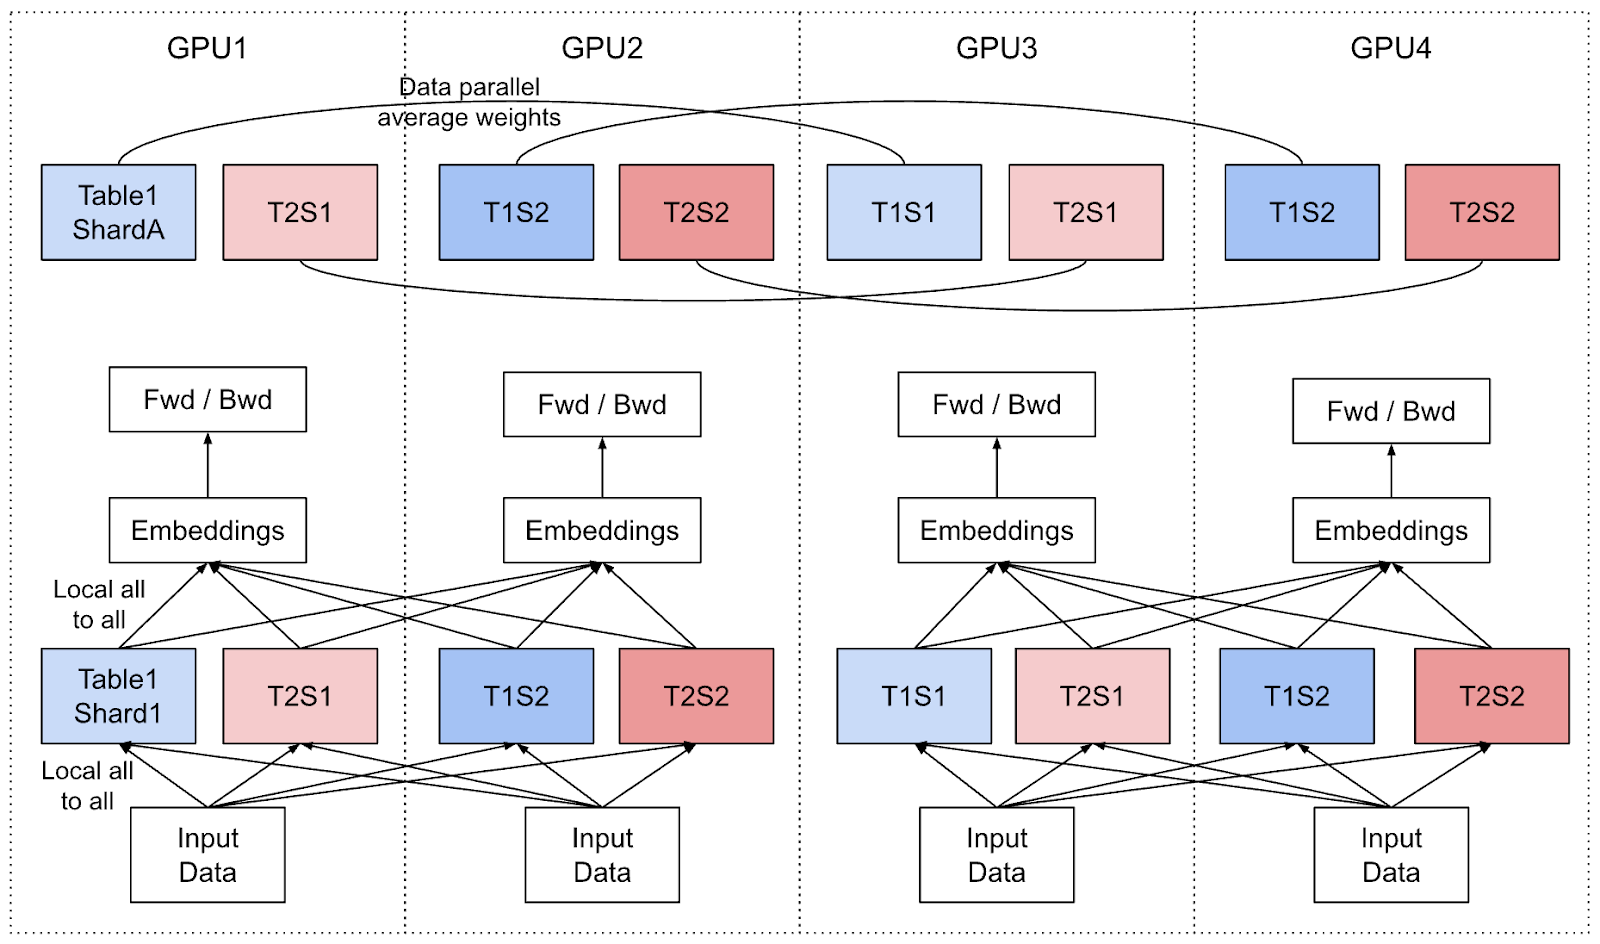 GPU1
GPU2
GPU3
GPU4
Data parallel
average weights
Table1
ShardA
T2S1
T1S2
T2S2
T1S1
T2S1
T1S2
T2S2
Fwd / Bwd
Fwd / Bwd
Fwd / Bwd
Fwd / Bwd
Embeddings
Embeddings
Embeddings
Embeddings
Local all
to all
Table1
Shard1
T2S1
T1S2
T2S2
T1S1
T2S1
T1S2
T2S2
Local all
to all
Input
Data
Input
Data
Input
Data
Input
Data